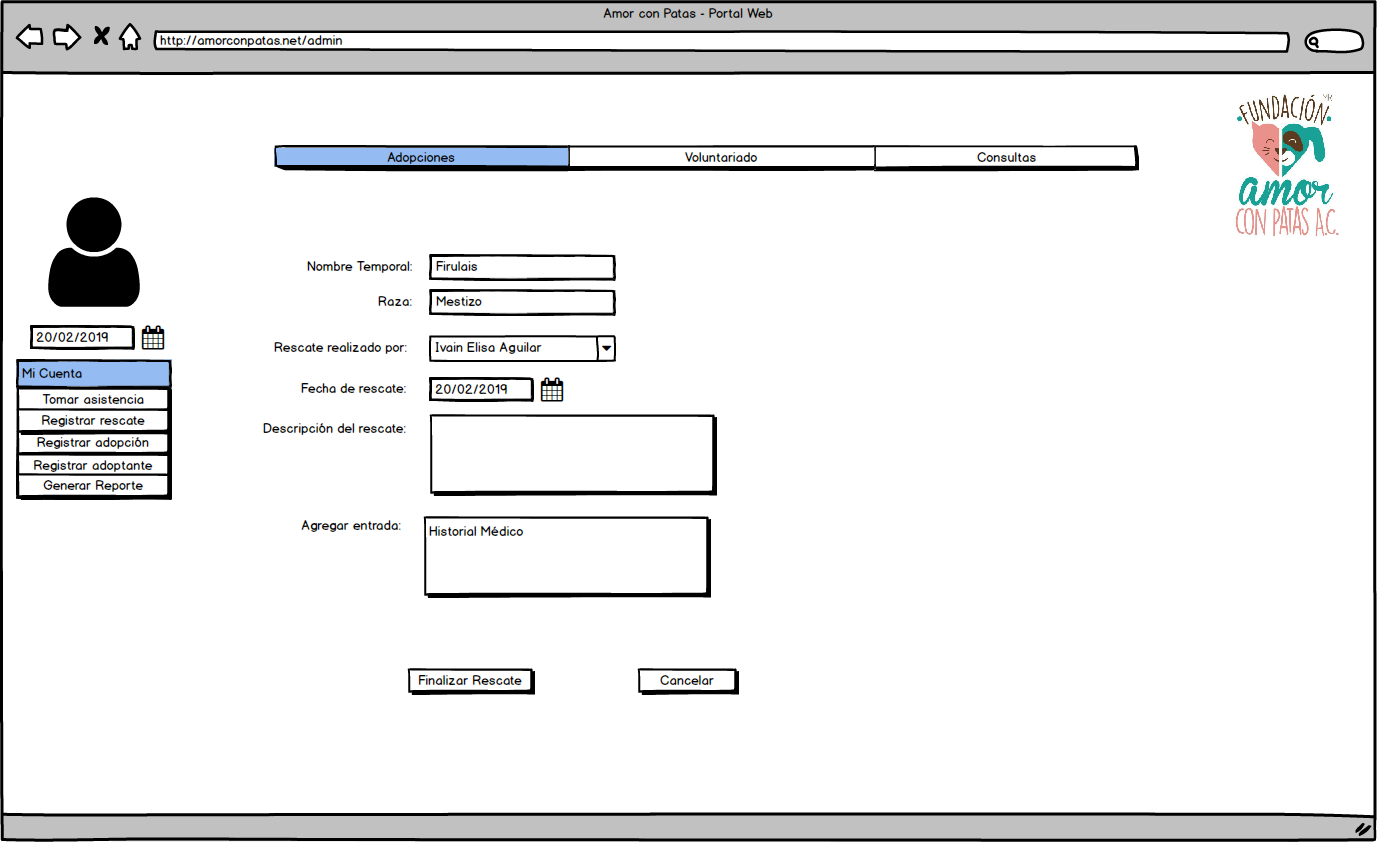 Amor con Patas - Portal Web
http://amorconpatas.net/admin
FUNDACIÓN
MR
amor
CON PATAS A.C.
Adopciones
Voluntariado
Consultas
20/02/2019
Mi Cuenta
Tomar asistencia
Registrar rescate
Registrar adopción
Registrar adoptante
Generar Reporte
Nombre Temporal: Firulais
Raza: Mestizo
Rescate realizado por: Ivain Elisa Aguilar
Fecha de rescate: 20/02/2019
Descripción del rescate:
Agregar entrada: Historial Médico
Finalizar Rescate
Cancelar